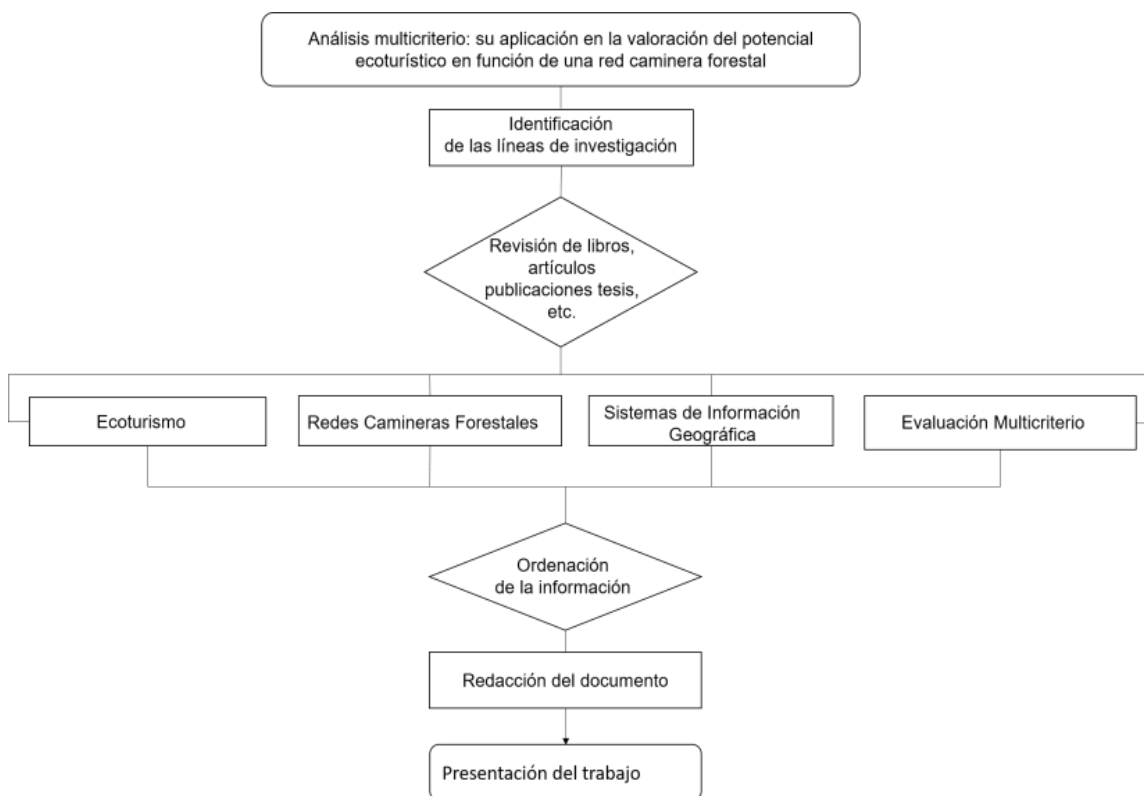 Análisis multicriterio: su aplicación en la valoración del potencial
ecoturístico en función de una red caminera forestal
Identificación
de las líneas de investigación
Revisión de libros,
artículos
publicaciones tesis,
etc.
Ecoturismo
Redes Camineras Forestales
Sistemas de Información
Geográfica
Evaluación Multicriterio
Ordenación
de la información
Redacción del documento
Presentación del trabajo